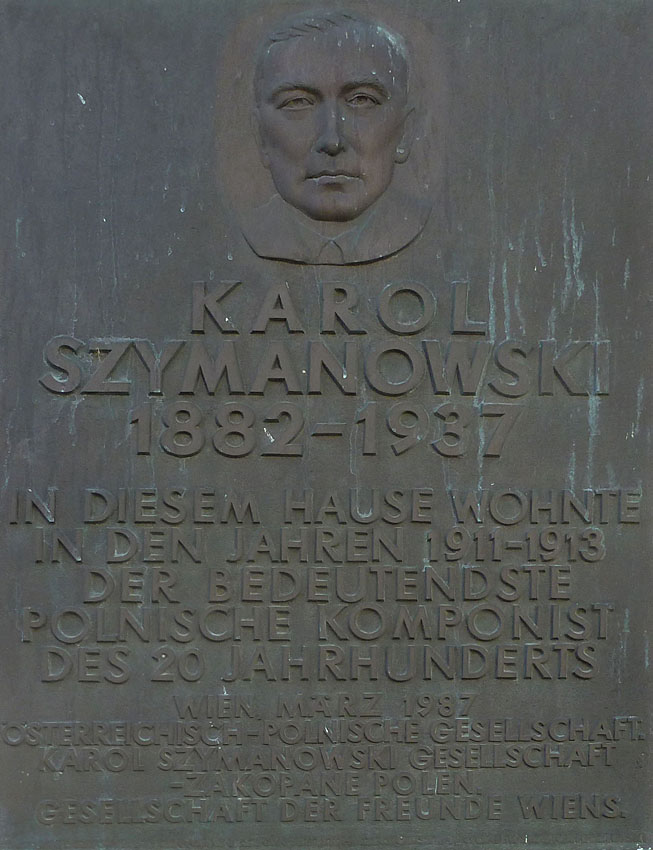 KAROL
SZYMANOWSKI
1882-1937
IN DIESEM HAUSE WOHNTE
IN DEN JAHREN 1911-1913
DER BEDEUTENDSTE
POLNISCHE KOMPONIST
DES 20 JAHRHUNDERTS
WIEN, MÄRZ 1987
ÖSTERREICHISCH-POLNISCHE GESELLSCHAFT.
KAROL SZYMANOWSKI GESELLSCHAFT
-ZAKOPANE POLEN.
GESELLSCHAFT DER FREUNDE WIENS.